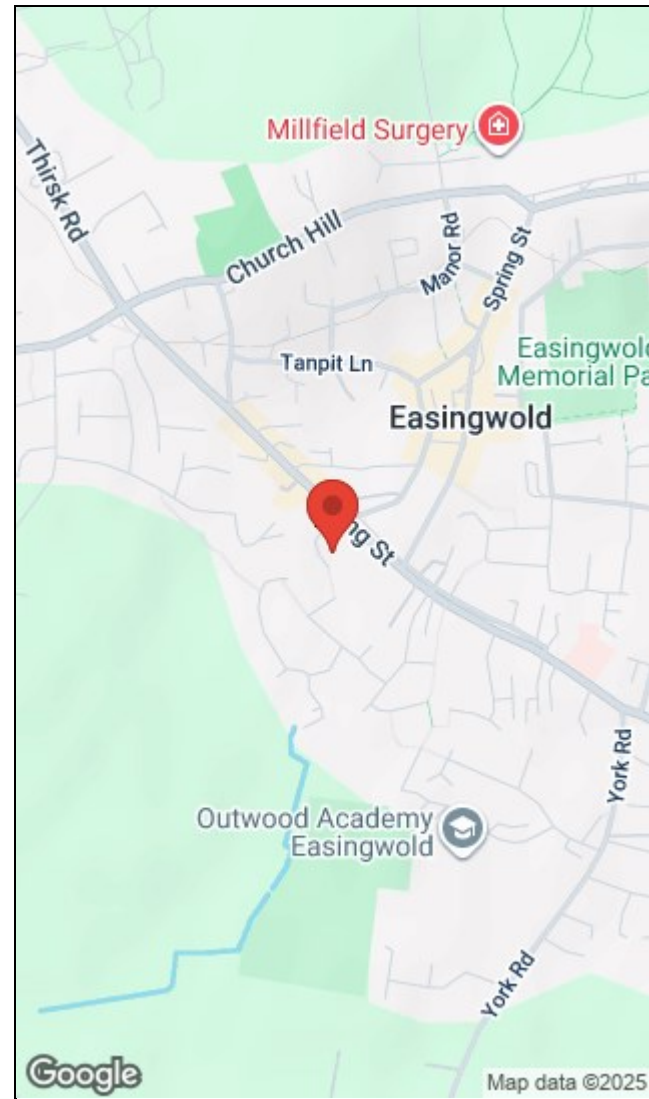 Millfield Surgery
Thirsk Rd
Church Hill
Manor Rd
Spring St
Tanpit Ln
Easingwold
Memorial Pa
Easingwold
ng St
York Rd
Outwood Academy
Easingwold
York Rd
Google
Map data ©2025